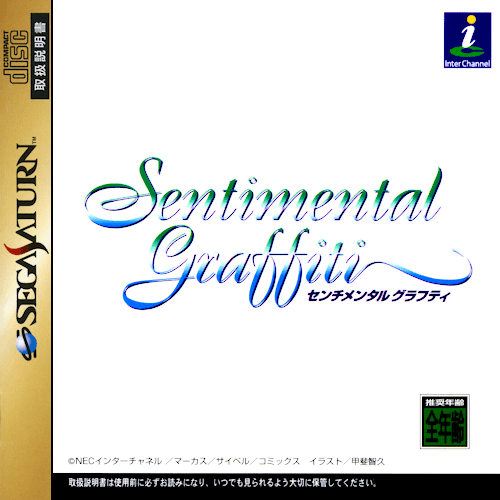 COMPACT
disc
取扱説明書
SEGA SATURN™
i
Inter Channel
Sentimental
Graffiti
センチメンタル グラフティ
推奨年齢
全年齢
©NECインターチャネル ／マーカス／サイベル／コミックス イラスト／甲斐智久
取扱説明書は使用前に必ずお読みになり、いつでも見られるよう大切に保管してください。